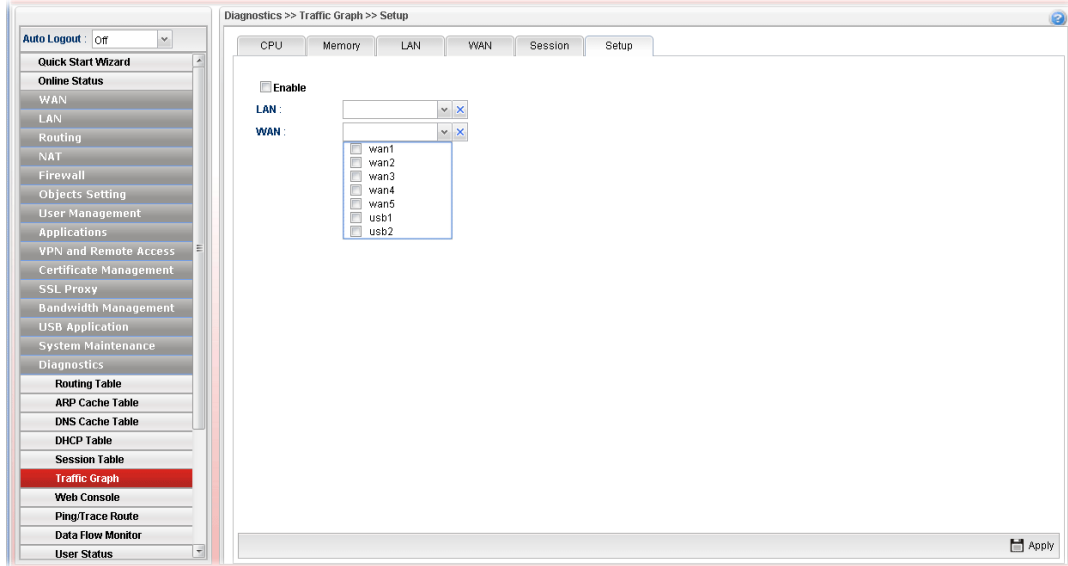 Diagnostics >> Traffic Graph >> Setup
Auto Logout : Off
Quick Start Wizard
Online Status
WAN
LAN
Routing
NAT
Firewall
Objects Setting
User Management
Applications
VPN and Remote Access
Certificate Management
SSL Proxy
Bandwidth Management
USB Application
System Maintenance
Diagnostics
Routing Table
ARP Cache Table
DNS Cache Table
DHCP Table
Session Table
Traffic Graph
Web Console
Ping/Trace Route
Data Flow Monitor
User Status
CPU Memory LAN WAN Session Setup
Enable
LAN :
WAN :
wan1
wan2
wan3
wan4
wan5
usb1
usb2
Apply